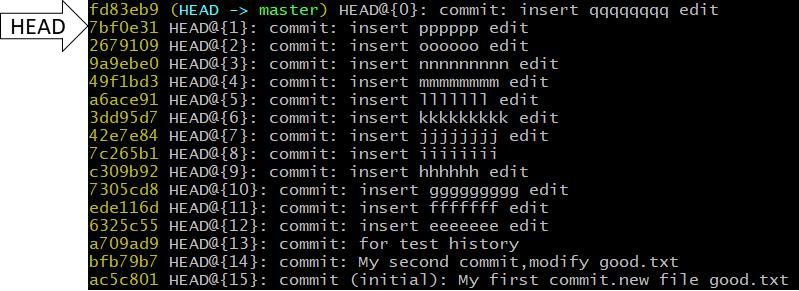 fd83eb9 (HEAD -> master) HEAD@{0}: commit: insert qqqqqqqq edit
HEAD
7bf0e31 HEAD@{1}: commit: insert pppppp edit
2679109 HEAD@{2}: commit: insert oooooo edit
9a9ebe0 HEAD@{3}: commit: insert nnnnnnnnn edit
49f1bd3 HEAD@{4}: commit: insert mmmmmmmmm edit
a6ace91 HEAD@{5}: commit: insert lllllll edit
3dd95d7 HEAD@{6}: commit: insert kkkkkkkkk edit
42e7e84 HEAD@{7}: commit: insert jjjjjjjj edit
7c265b1 HEAD@{8}: commit: insert iiiiiiii
c309b92 HEAD@{9}: commit: insert hhhhhh edit
7305cd8 HEAD@{10}: commit: insert ggggggggg edit
ede116d HEAD@{11}: commit: insert fffffff edit
6325c55 HEAD@{12}: commit: insert eeeeeee edit
a709ad9 HEAD@{13}: commit: for test history
bfb79b7 HEAD@{14}: commit: My second commit,modify good.txt
ac5c801 HEAD@{15}: commit (initial): My first commit.new file good.txt